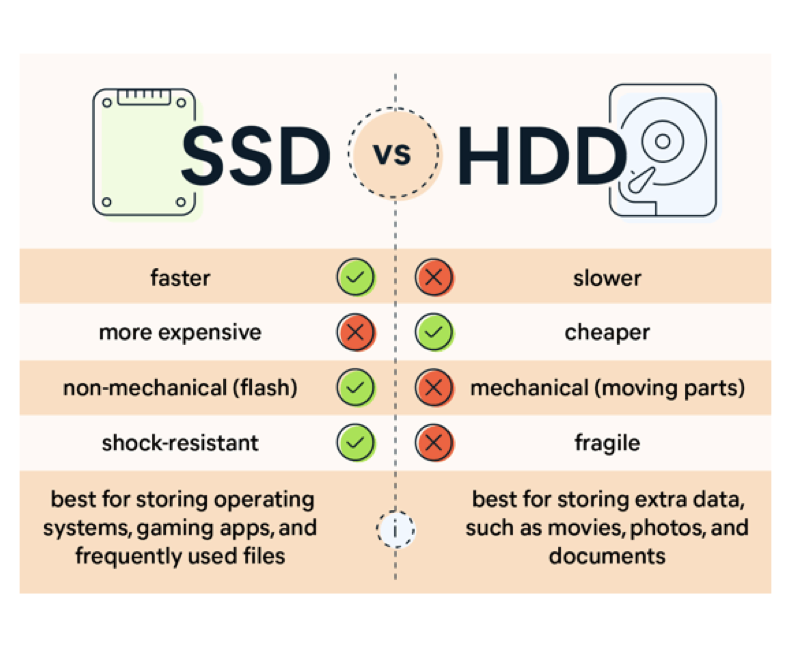 SSD vs HDD
faster slower
more expensive cheaper
non-mechanical (flash) mechanical (moving parts)
shock-resistant fragile
best for storing operating
systems, gaming apps, and
frequently used files
i
best for storing extra data,
such as movies, photos, and
documents